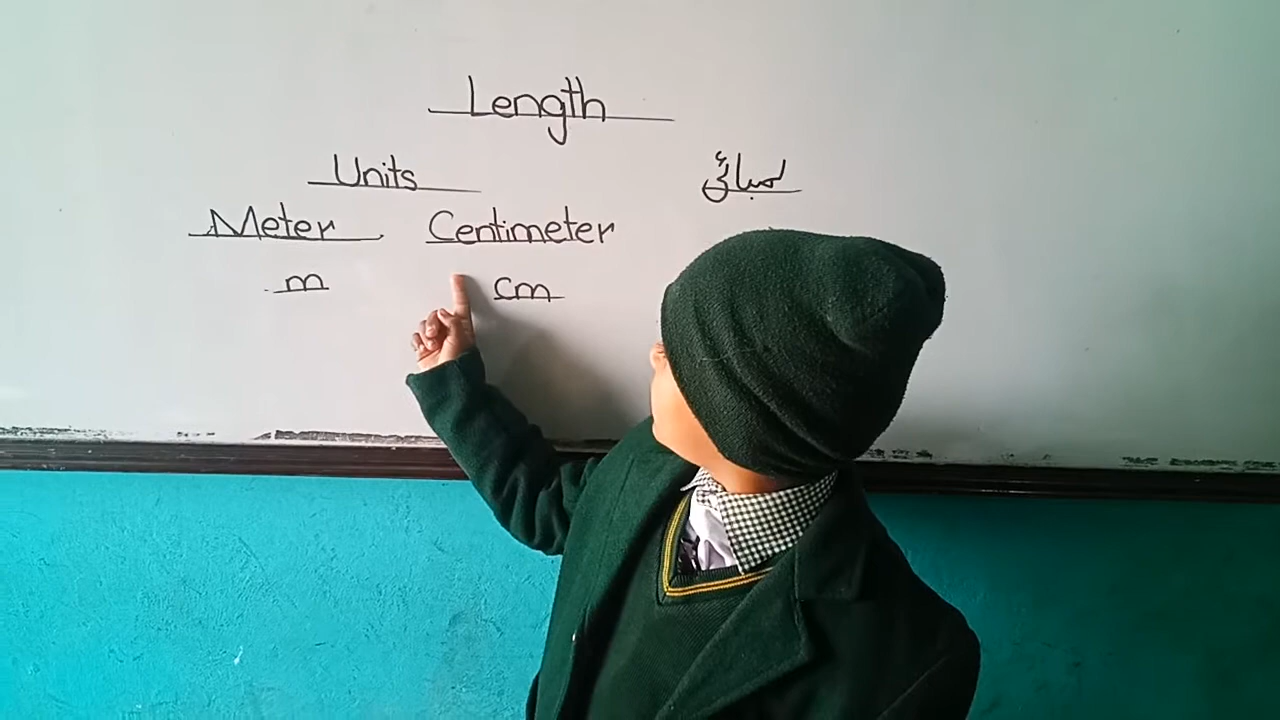 Length
Units لمبائی
Meter Centimeter
m cm